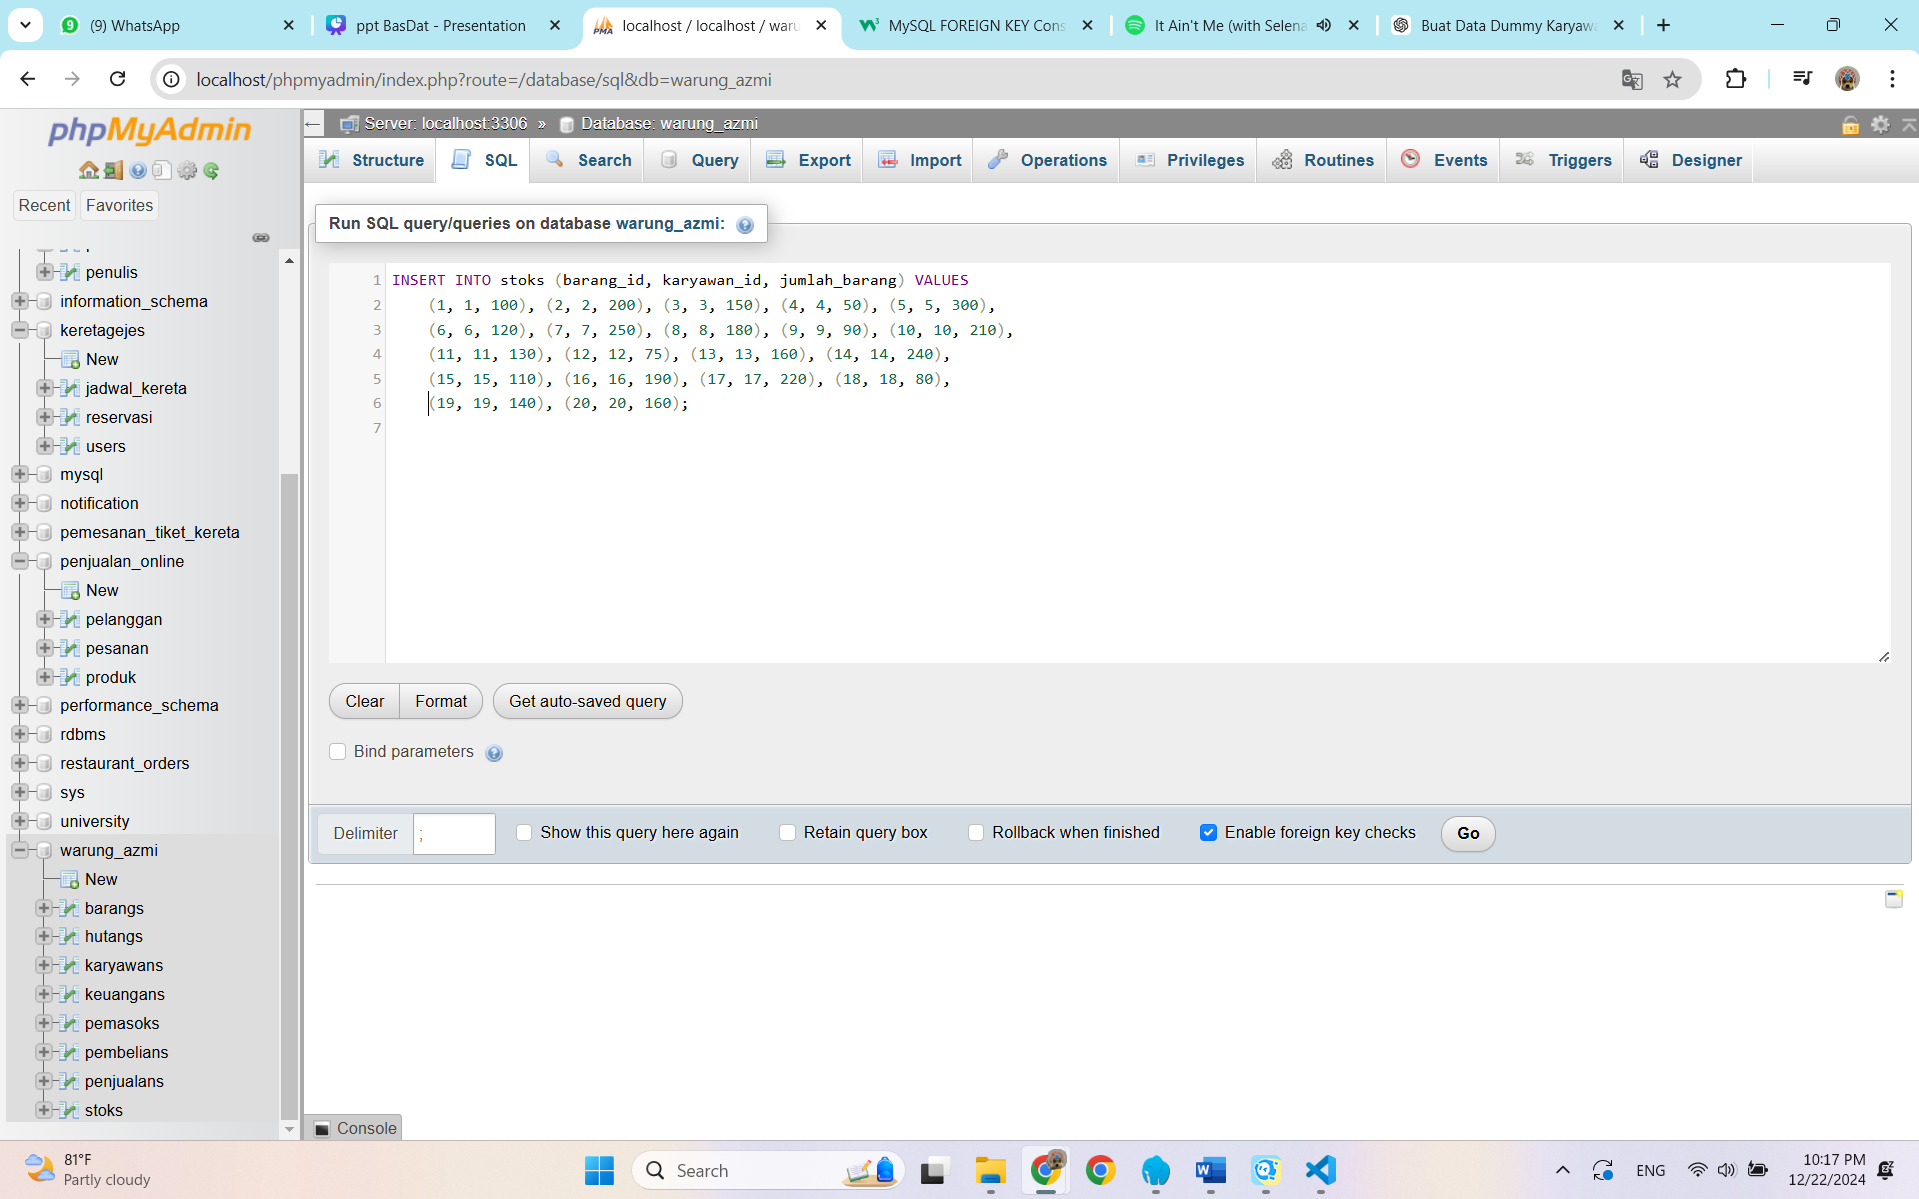 (9) WhatsApp
ppt BasDat - Presentation
localhost / localhost / waru
MySQL FOREIGN KEY Cons
It Ain't Me (with Selena
Buat Data Dummy Karyaw
localhost/phpmyadmin/index.php?route=/database/sql&db=warung_azmi
phpMyAdmin
Recent
Favorites
penulis
information_schema
keretagejes
New
jadwal_kereta
reservasi
users
mysql
notification
pemesanan_tiket_kereta
penjualan_online
New
pelanggan
pesanan
produk
performance_schema
rdbms
restaurant_orders
sys
university
warung_azmi
New
barangs
hutangs
karyawans
keuangans
pemasoks
pembelians
penjualans
stoks
Server: localhost:3306 » Database: warung_azmi
Structure
SQL
Search
Query
Export
Import
Operations
Privileges
Routines
Events
Triggers
Designer
Run SQL query/queries on database warung_azmi:
1 INSERT INTO stoks (barang_id, karyawan_id, jumlah_barang) VALUES
2 (1, 1, 100), (2, 2, 200), (3, 3, 150), (4, 4, 50), (5, 5, 300),
3 (6, 6, 120), (7, 7, 250), (8, 8, 180), (9, 9, 90), (10, 10, 210),
4 (11, 11, 130), (12, 12, 75), (13, 13, 160), (14, 14, 240),
5 (15, 15, 110), (16, 16, 190), (17, 17, 220), (18, 18, 80),
6 (19, 19, 140), (20, 20, 160);
7
Clear
Format
Get auto-saved query
Bind parameters
Delimiter
;
Show this query here again
Retain query box
Rollback when finished
Enable foreign key checks
Go
Console
81°F
Partly cloudy
Search
ENG
10:17 PM
12/22/2024